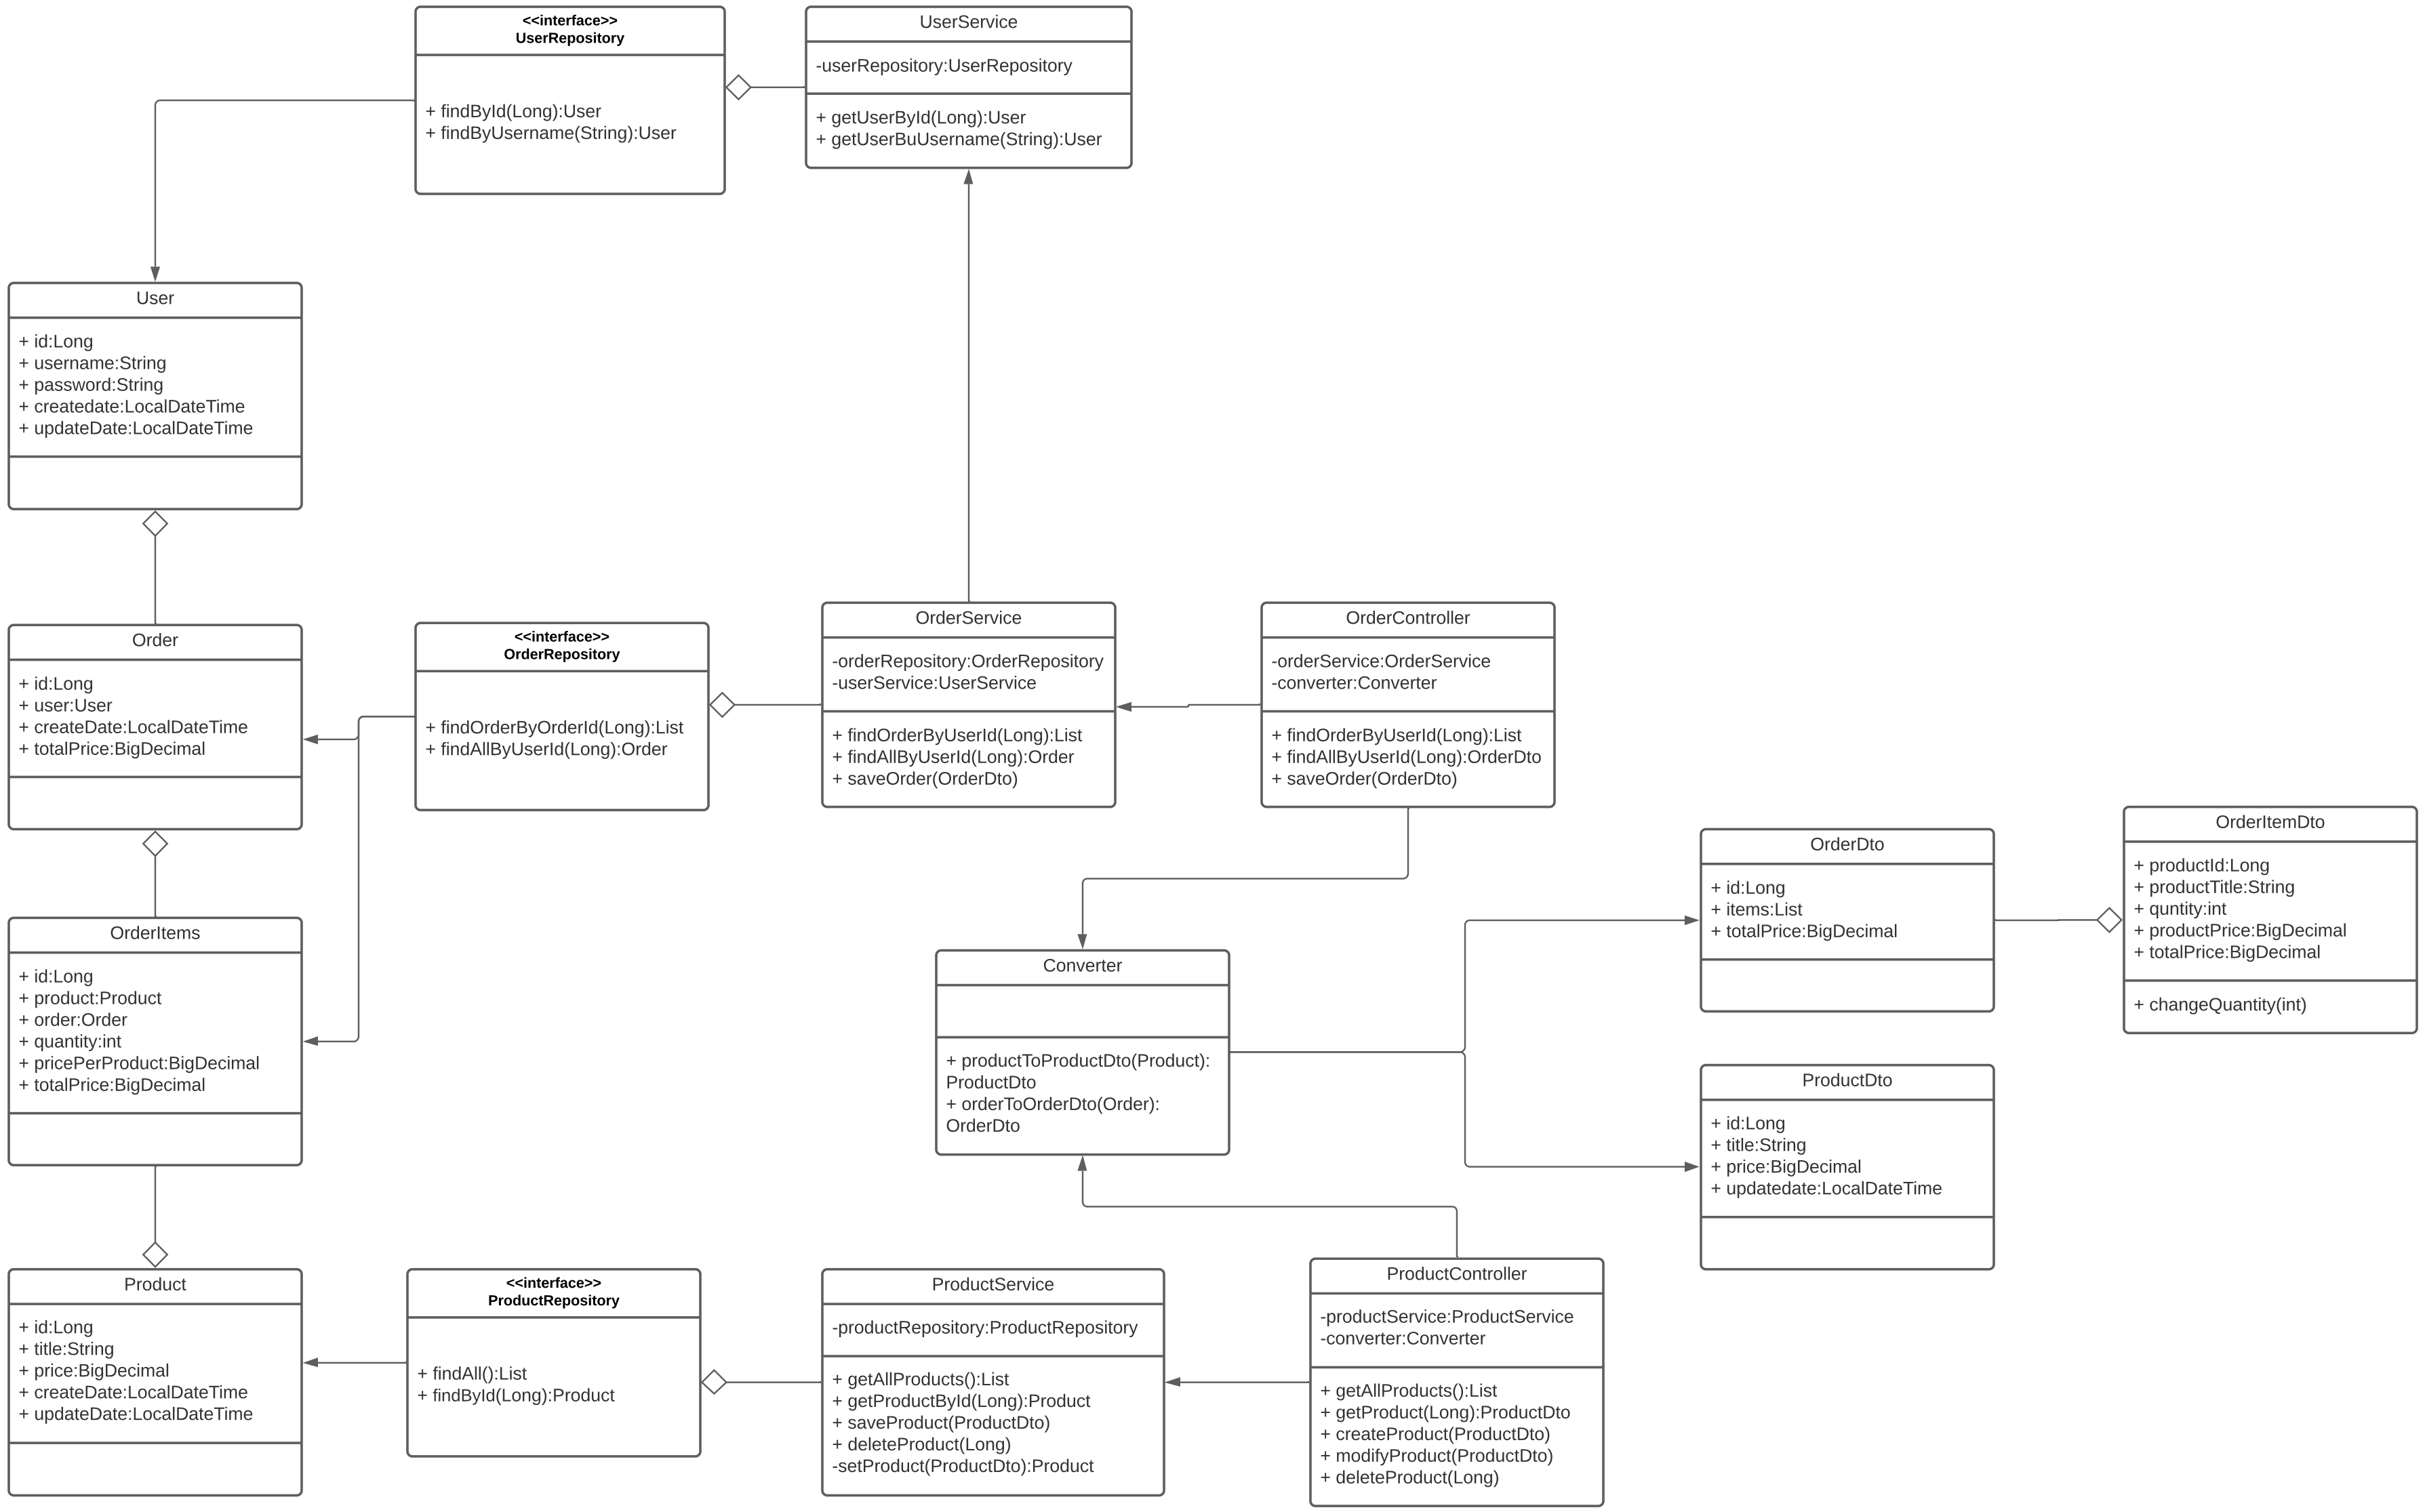 <<interface>>
UserRepository
+ findById(Long):User
+ findByUsername(String):User
UserService
-userRepository:UserRepository
+ getUserById(Long):User
+ getUserBuUsername(String):User
User
+ id:Long
+ username:String
+ password:String
+ createdate:LocalDateTime
+ updateDate:LocalDateTime
Order
+ id:Long
+ user:User
+ createDate:LocalDateTime
+ totalPrice:BigDecimal
<<interface>>
OrderRepository
+ findOrderByOrderId(Long):List
+ findAllByUserId(Long):Order
OrderService
-orderRepository:OrderRepository
-userService:UserService
+ findOrderByUserId(Long):List
+ findAllByUserId(Long):Order
+ saveOrder(OrderDto)
OrderController
-orderService:OrderService
-converter:Converter
+ findOrderByUserId(Long):List
+ findAllByUserId(Long):OrderDto
+ saveOrder(OrderDto)
OrderDto
+ id:Long
+ items:List
+ totalPrice:BigDecimal
OrderItemDto
+ productId:Long
+ productTitle:String
+ quntity:int
+ productPrice:BigDecimal
+ totalPrice:BigDecimal
+ changeQuantity(int)
OrderItems
+ id:Long
+ product:Product
+ order:Order
+ quantity:int
+ pricePerProduct:BigDecimal
+ totalPrice:BigDecimal
Converter
+ productToProductDto(Product):
ProductDto
+ orderToOrderDto(Order):
OrderDto
ProductDto
+ id:Long
+ title:String
+ price:BigDecimal
+ updatedate:LocalDateTime
Product
+ id:Long
+ title:String
+ price:BigDecimal
+ createDate:LocalDateTime
+ updateDate:LocalDateTime
<<interface>>
ProductRepository
+ findAll():List
+ findById(Long):Product
ProductService
-productRepository:ProductRepository
+ getAllProducts():List
+ getProductById(Long):Product
+ saveProduct(ProductDto)
+ deleteProduct(Long)
-setProduct(ProductDto):Product
ProductController
-productService:ProductService
-converter:Converter
+ getAllProducts():List
+ getProduct(Long):ProductDto
+ createProduct(ProductDto)
+ modifyProduct(ProductDto)
+ deleteProduct(Long)